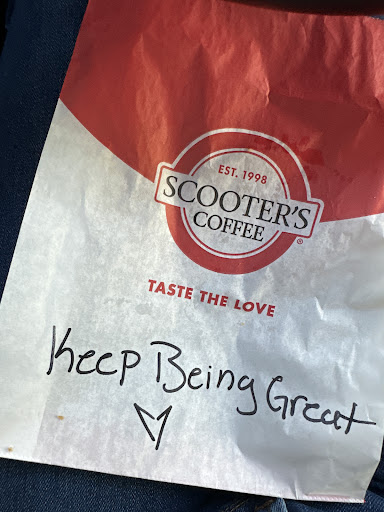 EST. 1998
SCOOTER'S
COFFEE
®
TASTE THE LOVE
Keep Being Great